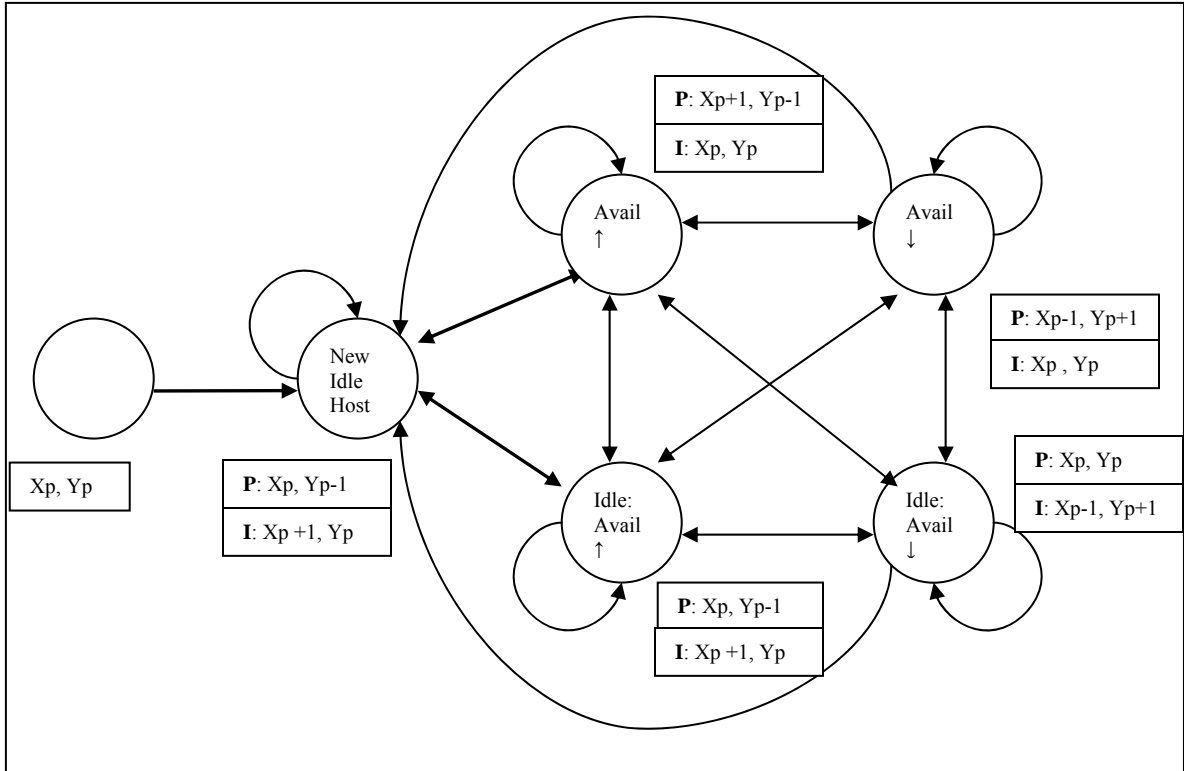 P: Xp+1, Yp-1
I: Xp, Yp
Avail
↑
Avail
↓
P: Xp-1, Yp+1
I: Xp , Yp
New
Idle
Host
Xp, Yp
P: Xp, Yp-1
I: Xp +1, Yp
Idle:
Avail
↑
Idle:
Avail
↓
P: Xp, Yp
I: Xp-1, Yp+1
P: Xp, Yp-1
I: Xp +1, Yp